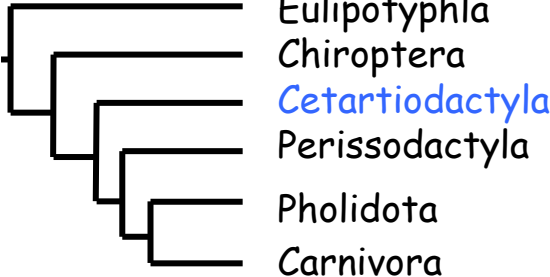 Eulipotyphla
Chiroptera
Cetartiodactyla
Perissodactyla
Pholidota
Carnivora